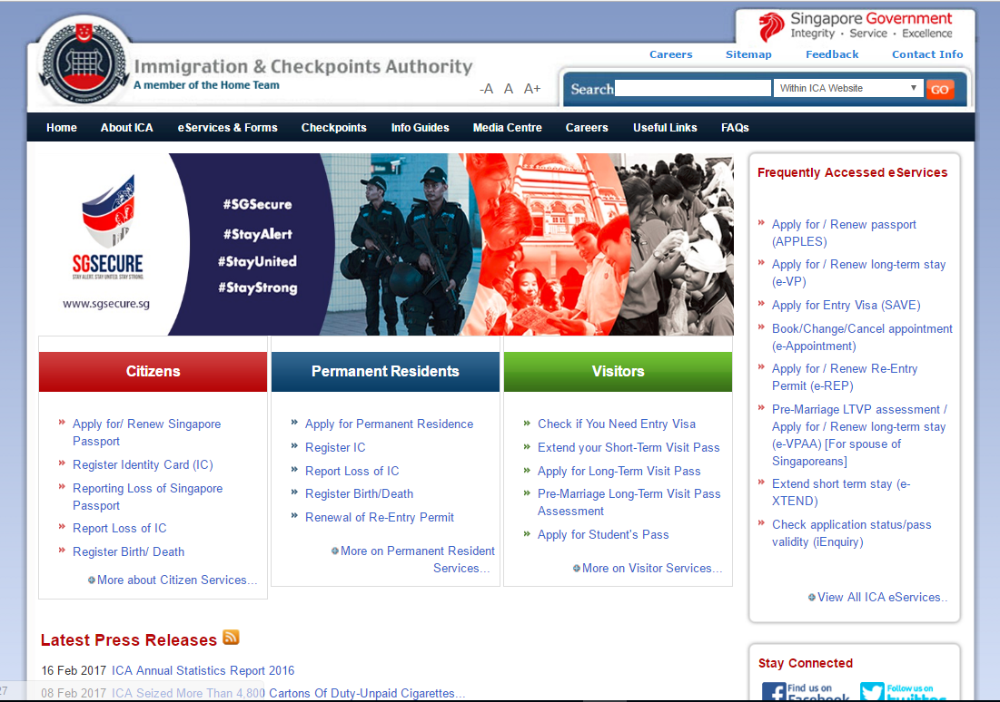 Singapore Government
Integrity · Service · Excellence
Careers Sitemap Feedback Contact Info
Immigration & Checkpoints Authority
A member of the Home Team
-A A A+
Search Within ICA Website GO
Home About ICA eServices & Forms Checkpoints Info Guides Media Centre Careers Useful Links FAQs
#SGSecure
#StayAlert
#StayUnited
#StayStrong
SGSECURE
STAY ALERT. STAY UNITED. STAY STRONG.
www.sgsecure.sg
Citizens
Apply for/ Renew Singapore
Passport
Register Identity Card (IC)
Reporting Loss of Singapore
Passport
Report Loss of IC
Register Birth/ Death
More about Citizen Services...
Permanent Residents
Apply for Permanent Residence
Register IC
Report Loss of IC
Register Birth/Death
Renewal of Re-Entry Permit
More on Permanent Resident
Services...
Visitors
Check if You Need Entry Visa
Extend your Short-Term Visit Pass
Apply for Long-Term Visit Pass
Pre-Marriage Long-Term Visit Pass
Assessment
Apply for Student's Pass
More on Visitor Services...
Frequently Accessed eServices
Apply for / Renew passport
(APPLES)
Apply for / Renew long-term stay
(e-VP)
Apply for Entry Visa (SAVE)
Book/Change/Cancel appointment
(e-Appointment)
Apply for / Renew Re-Entry
Permit (e-REP)
Pre-Marriage LTVP assessment /
Apply for / Renew long-term stay
(e-VPAA) [For spouse of
Singaporeans]
Extend short term stay (e-
XTEND)
Check application status/pass
validity (iEnquiry)
View All ICA eServices..
Latest Press Releases
16 Feb 2017 ICA Annual Statistics Report 2016
08 Feb 2017 ICA Seized More Than 4,800 Cartons Of Duty-Unpaid Cigarettes...
27
Stay Connected
Find us on
Facebook
Follow us on
twitter